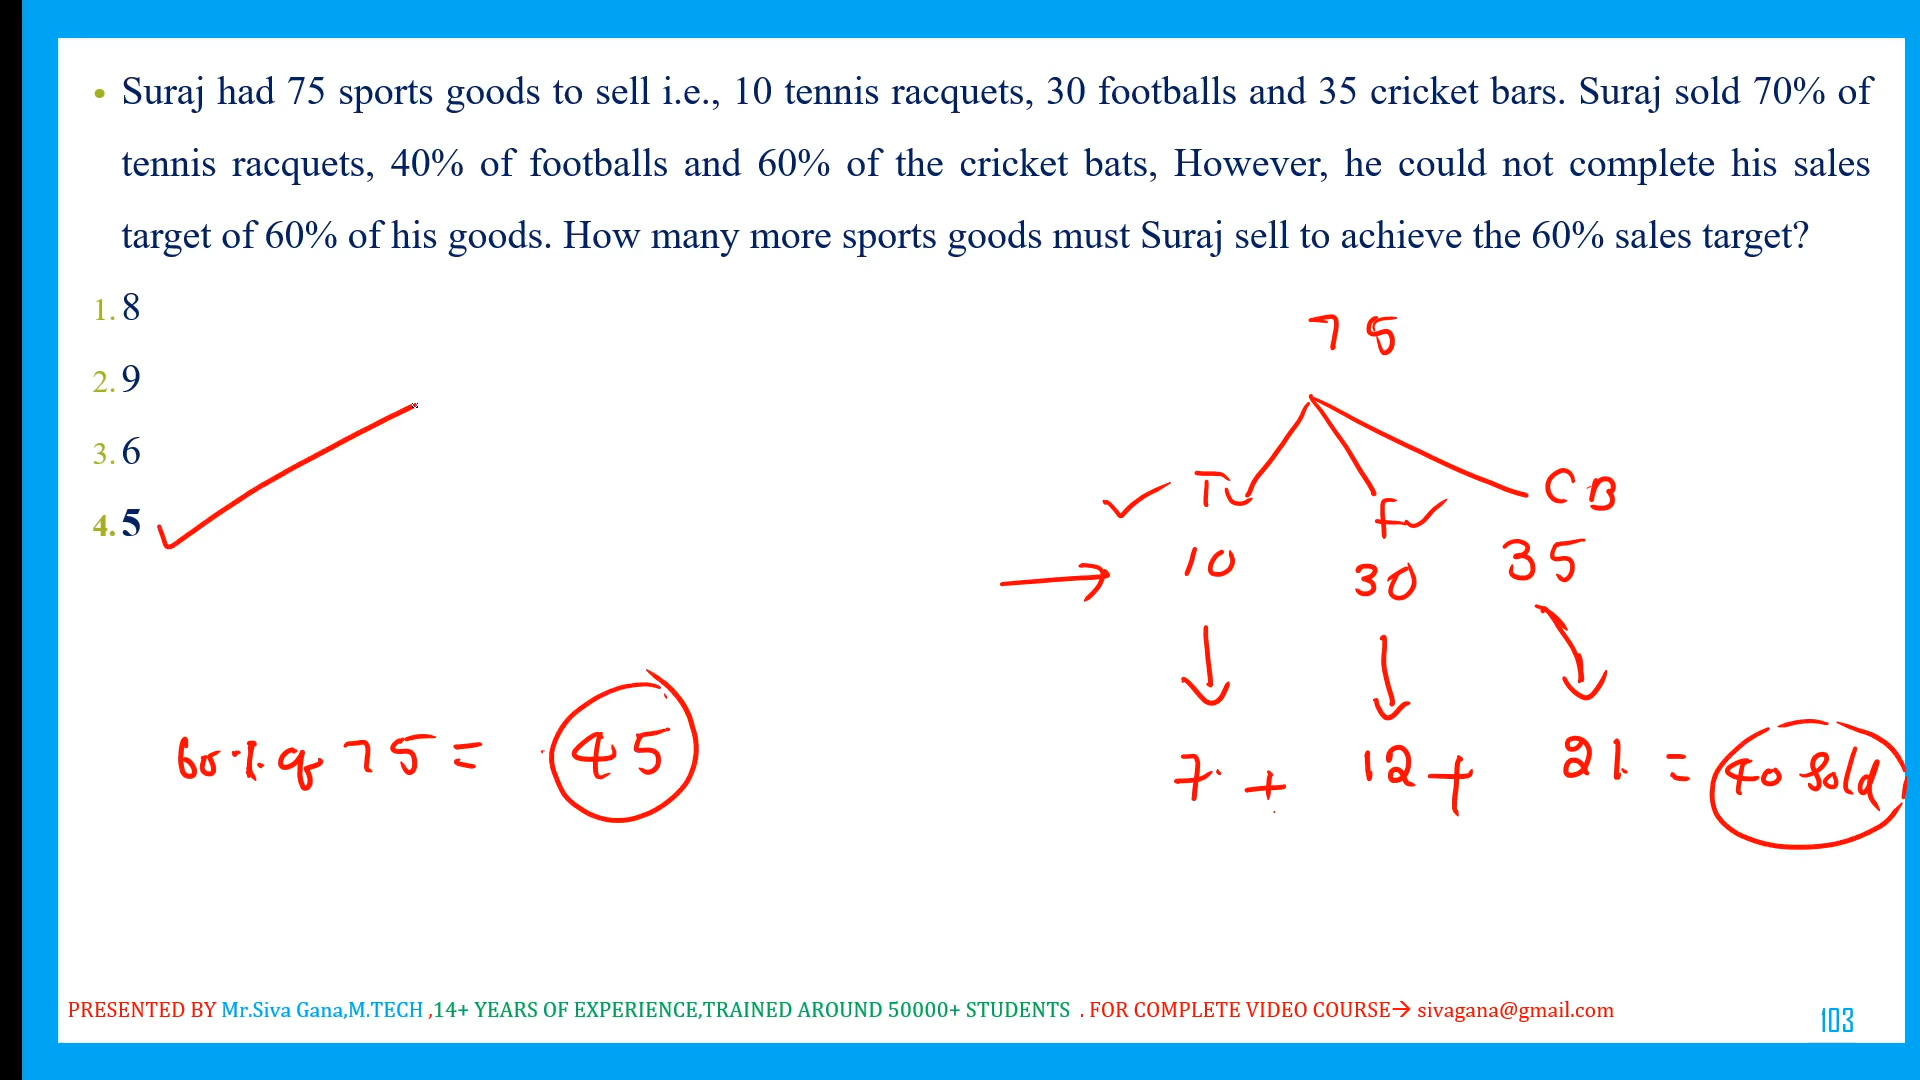 • Suraj had 75 sports goods to sell i.e., 10 tennis racquets, 30 footballs and 35 cricket bars. Suraj sold 70% of
tennis racquets, 40% of footballs and 60% of the cricket bats, However, he could not complete his sales
target of 60% of his goods. How many more sports goods must Suraj sell to achieve the 60% sales target?
1. 8
2. 9
3. 6
4. 5
75
T F CB
10 30 35
60% of 75 = 45
7 + 12 + 21 = 40 Sold
PRESENTED BY Mr.Siva Gana,M.TECH ,14+ YEARS OF EXPERIENCE,TRAINED AROUND 50000+ STUDENTS . FOR COMPLETE VIDEO COURSE→ sivagana@gmail.com
103